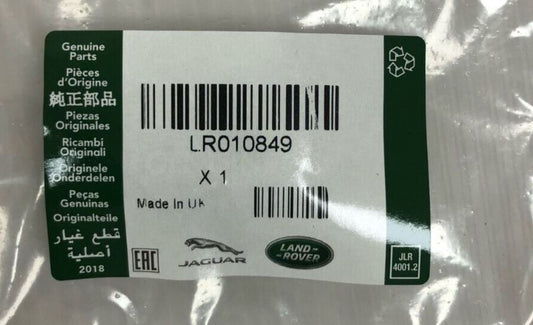 Genuine
Parts
Pièces
d'Origine
純正部品
Piezas
Originales
Ricambi
Originali
Originele
Onderdelen
Peças
Genuinas
Originalteile
قطع غيار
أصلية
2018
LR010849
X 1
Made In UK
EAC
JAGUAR
LAND-
-ROVER
JLR
4001.2